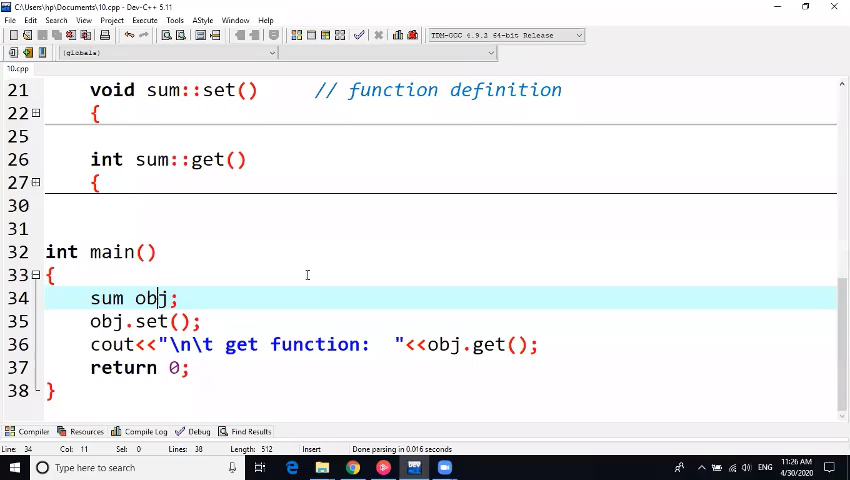 C:\Users\hp\Documents\10.cpp - Dev-C++ 5.11
File Edit Search View Project Execute Tools AStyle Window Help
TDM-GCC 4.9.2 64-bit Release
(globals)
10.cpp
21 void sum::set() // function definition
22 {
25
26 int sum::get()
27 {
30
31
32 int main()
33 {
34 sum obj;
35 obj.set();
36 cout<<"\n\t get function:  "<<obj.get();
37 return 0;
38 }
Compiler Resources Compile Log Debug Find Results
Line: 34 Col: 11 Sel: 0 Lines: 38 Length: 512 Insert Done parsing in 0.016 seconds
Type here to search
DEV
ENG
11:26 AM
4/30/2020